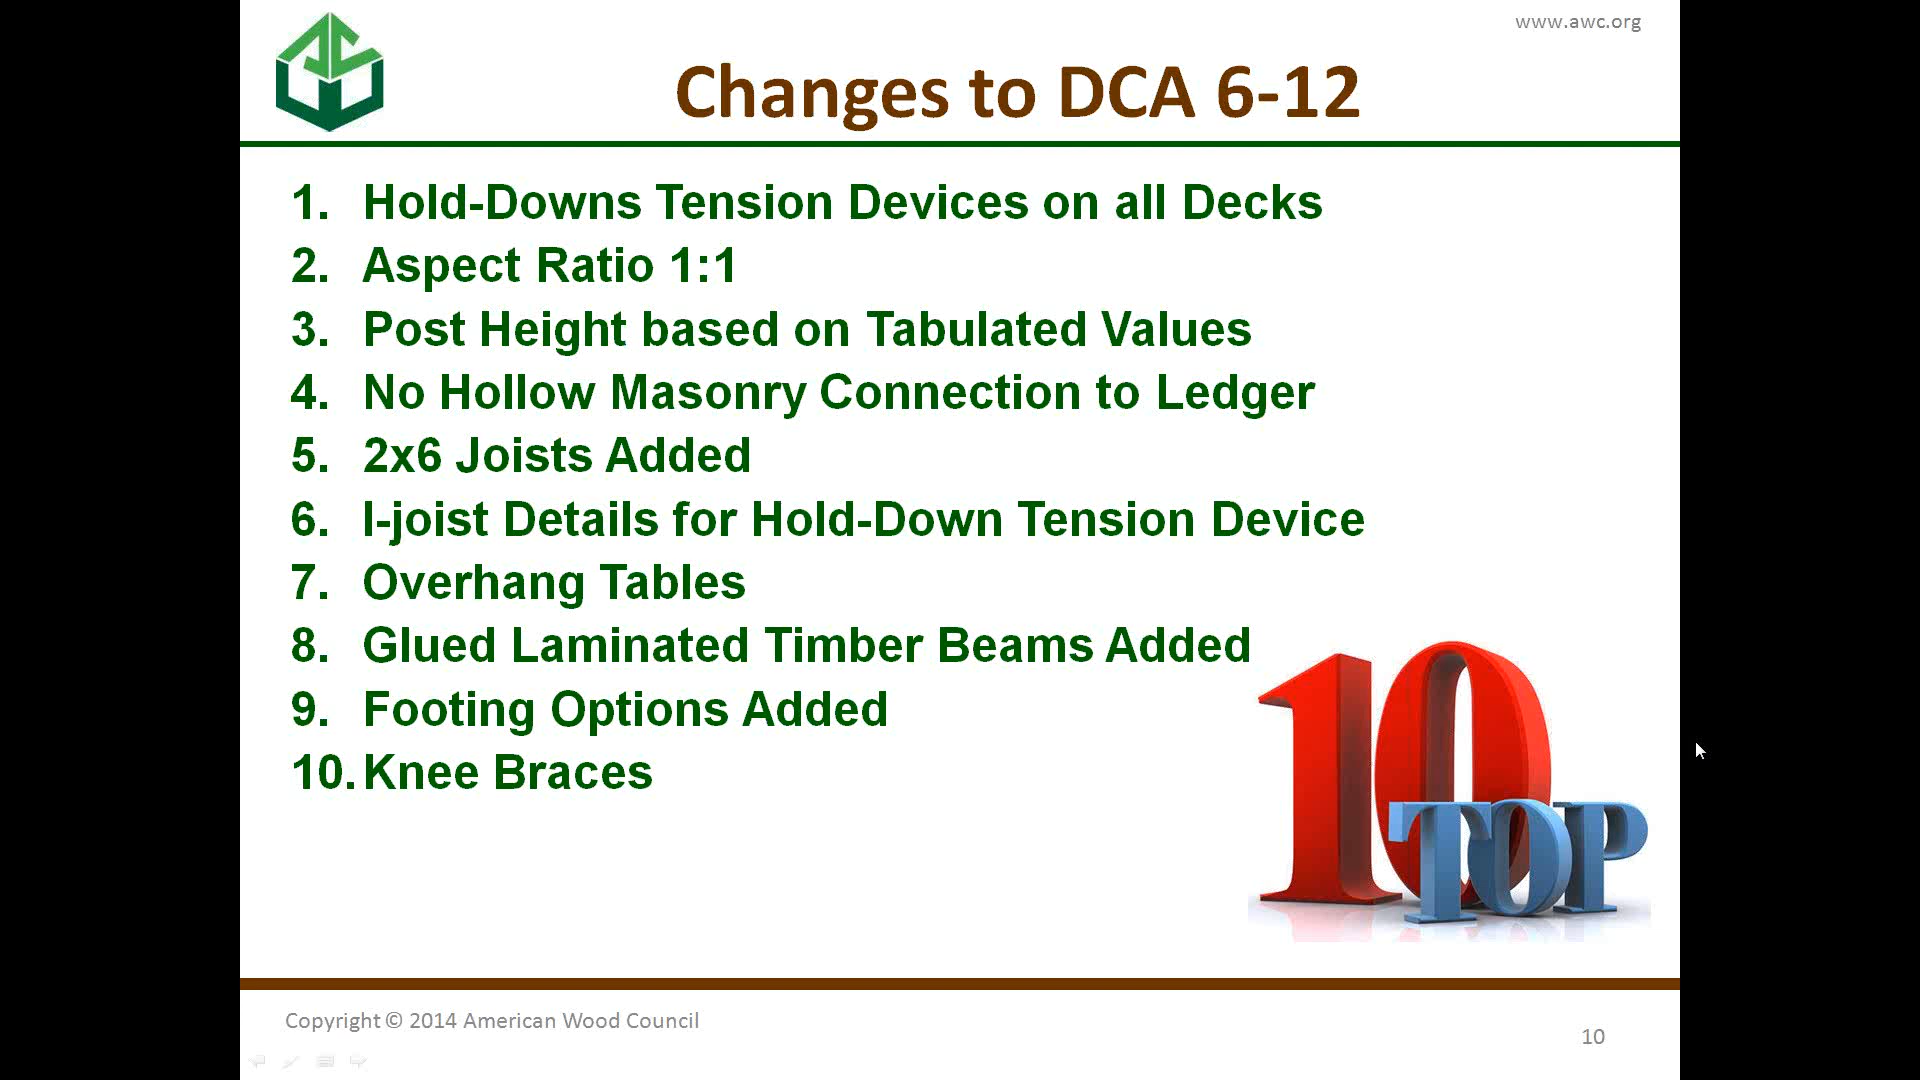 www.awc.org
Changes to DCA 6-12
1. Hold-Downs Tension Devices on all Decks
2. Aspect Ratio 1:1
3. Post Height based on Tabulated Values
4. No Hollow Masonry Connection to Ledger
5. 2x6 Joists Added
6. I-joist Details for Hold-Down Tension Device
7. Overhang Tables
8. Glued Laminated Timber Beams Added
9. Footing Options Added
10. Knee Braces
10
TOP
Copyright © 2014 American Wood Council
10